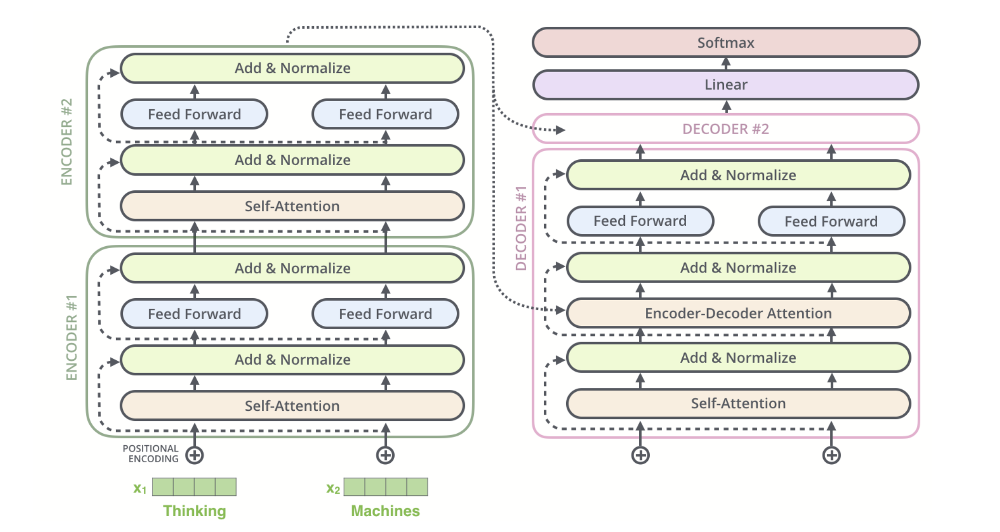 ENCODER #2
Add & Normalize
Feed Forward
Feed Forward
Add & Normalize
Self-Attention
ENCODER #1
Add & Normalize
Feed Forward
Feed Forward
Add & Normalize
Self-Attention
POSITIONAL
ENCODING
x₁
x₂
Thinking
Machines
Softmax
Linear
DECODER #2
DECODER #1
Add & Normalize
Feed Forward
Feed Forward
Add & Normalize
Encoder-Decoder Attention
Add & Normalize
Self-Attention